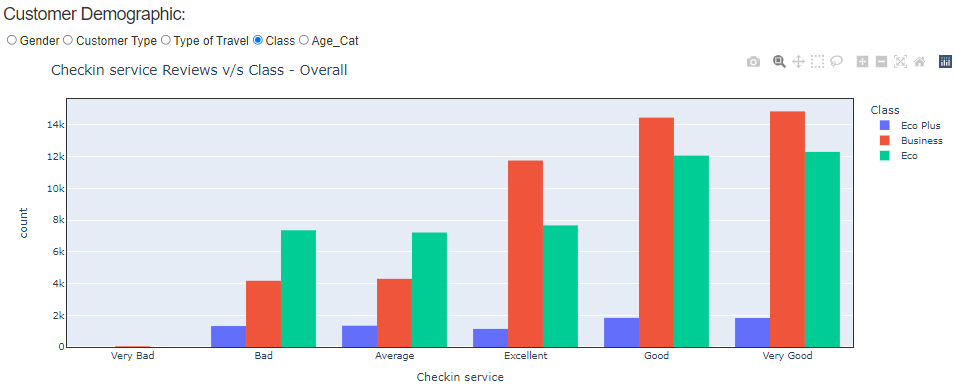 Customer Demographic:
Gender Customer Type Type of Travel Class Age_Cat
Checkin service Reviews v/s Class - Overall
Class
Eco Plus
Business
Eco
14k
12k
10k
8k
6k
4k
2k
0
count
Very Bad Bad Average Excellent Good Very Good
Checkin service